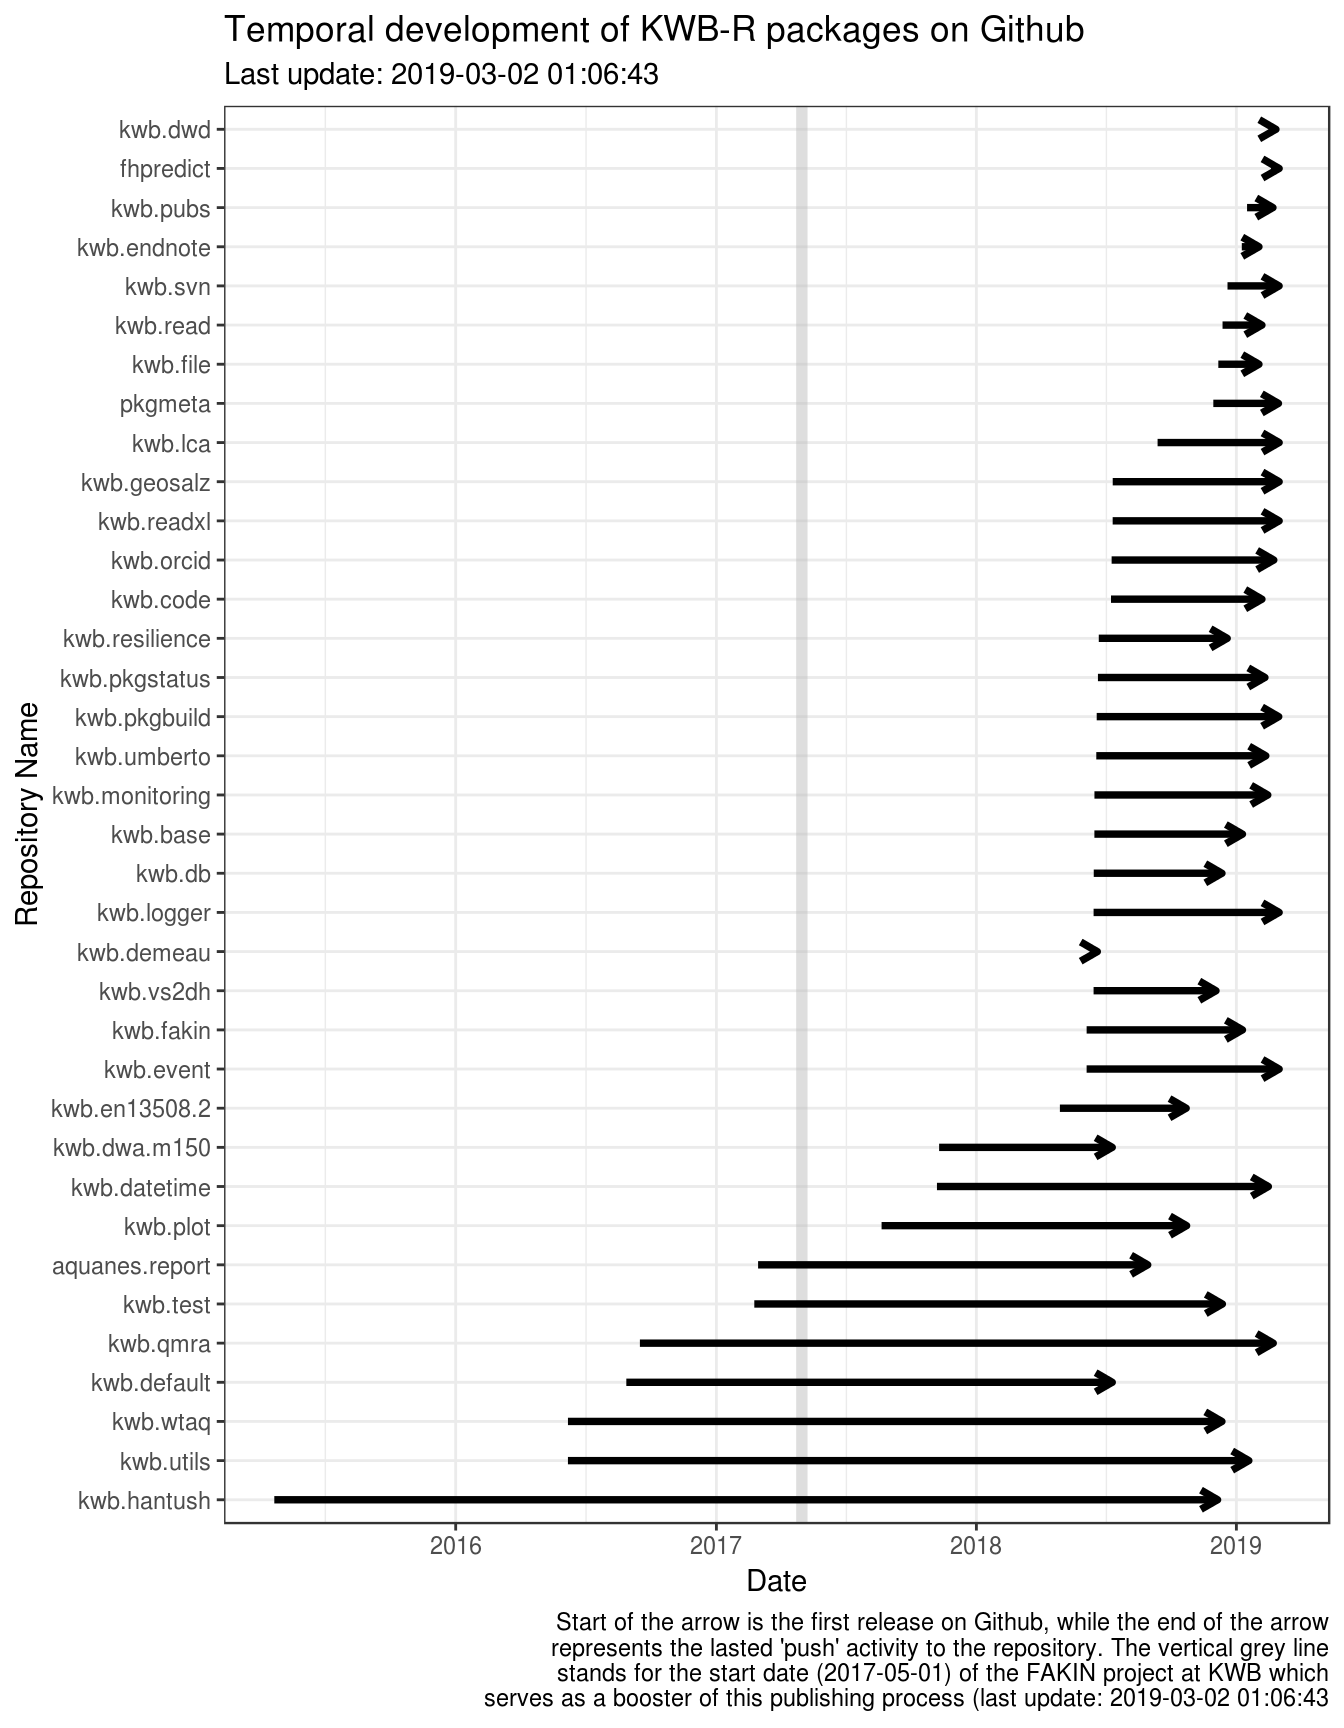 Temporal development of KWB-R packages on Github
Last update: 2019-03-02 01:06:43
kwb.dwd
fhpredict
kwb.pubs
kwb.endnote
kwb.svn
kwb.read
kwb.file
pkgmeta
kwb.lca
kwb.geosalz
kwb.readxl
kwb.orcid
kwb.code
kwb.resilience
kwb.pkgstatus
kwb.pkgbuild
kwb.umberto
kwb.monitoring
kwb.base
kwb.db
kwb.logger
kwb.demeau
kwb.vs2dh
kwb.fakin
kwb.event
kwb.en13508.2
kwb.dwa.m150
kwb.datetime
kwb.plot
aquanes.report
kwb.test
kwb.qmra
kwb.default
kwb.wtaq
kwb.utils
kwb.hantush
Repository Name
2016 2017 2018 2019
Date
Start of the arrow is the first release on Github, while the end of the arrow
represents the lasted 'push' activity to the repository. The vertical grey line
stands for the start date (2017-05-01) of the FAKIN project at KWB which
serves as a booster of this publishing process (last update: 2019-03-02 01:06:43